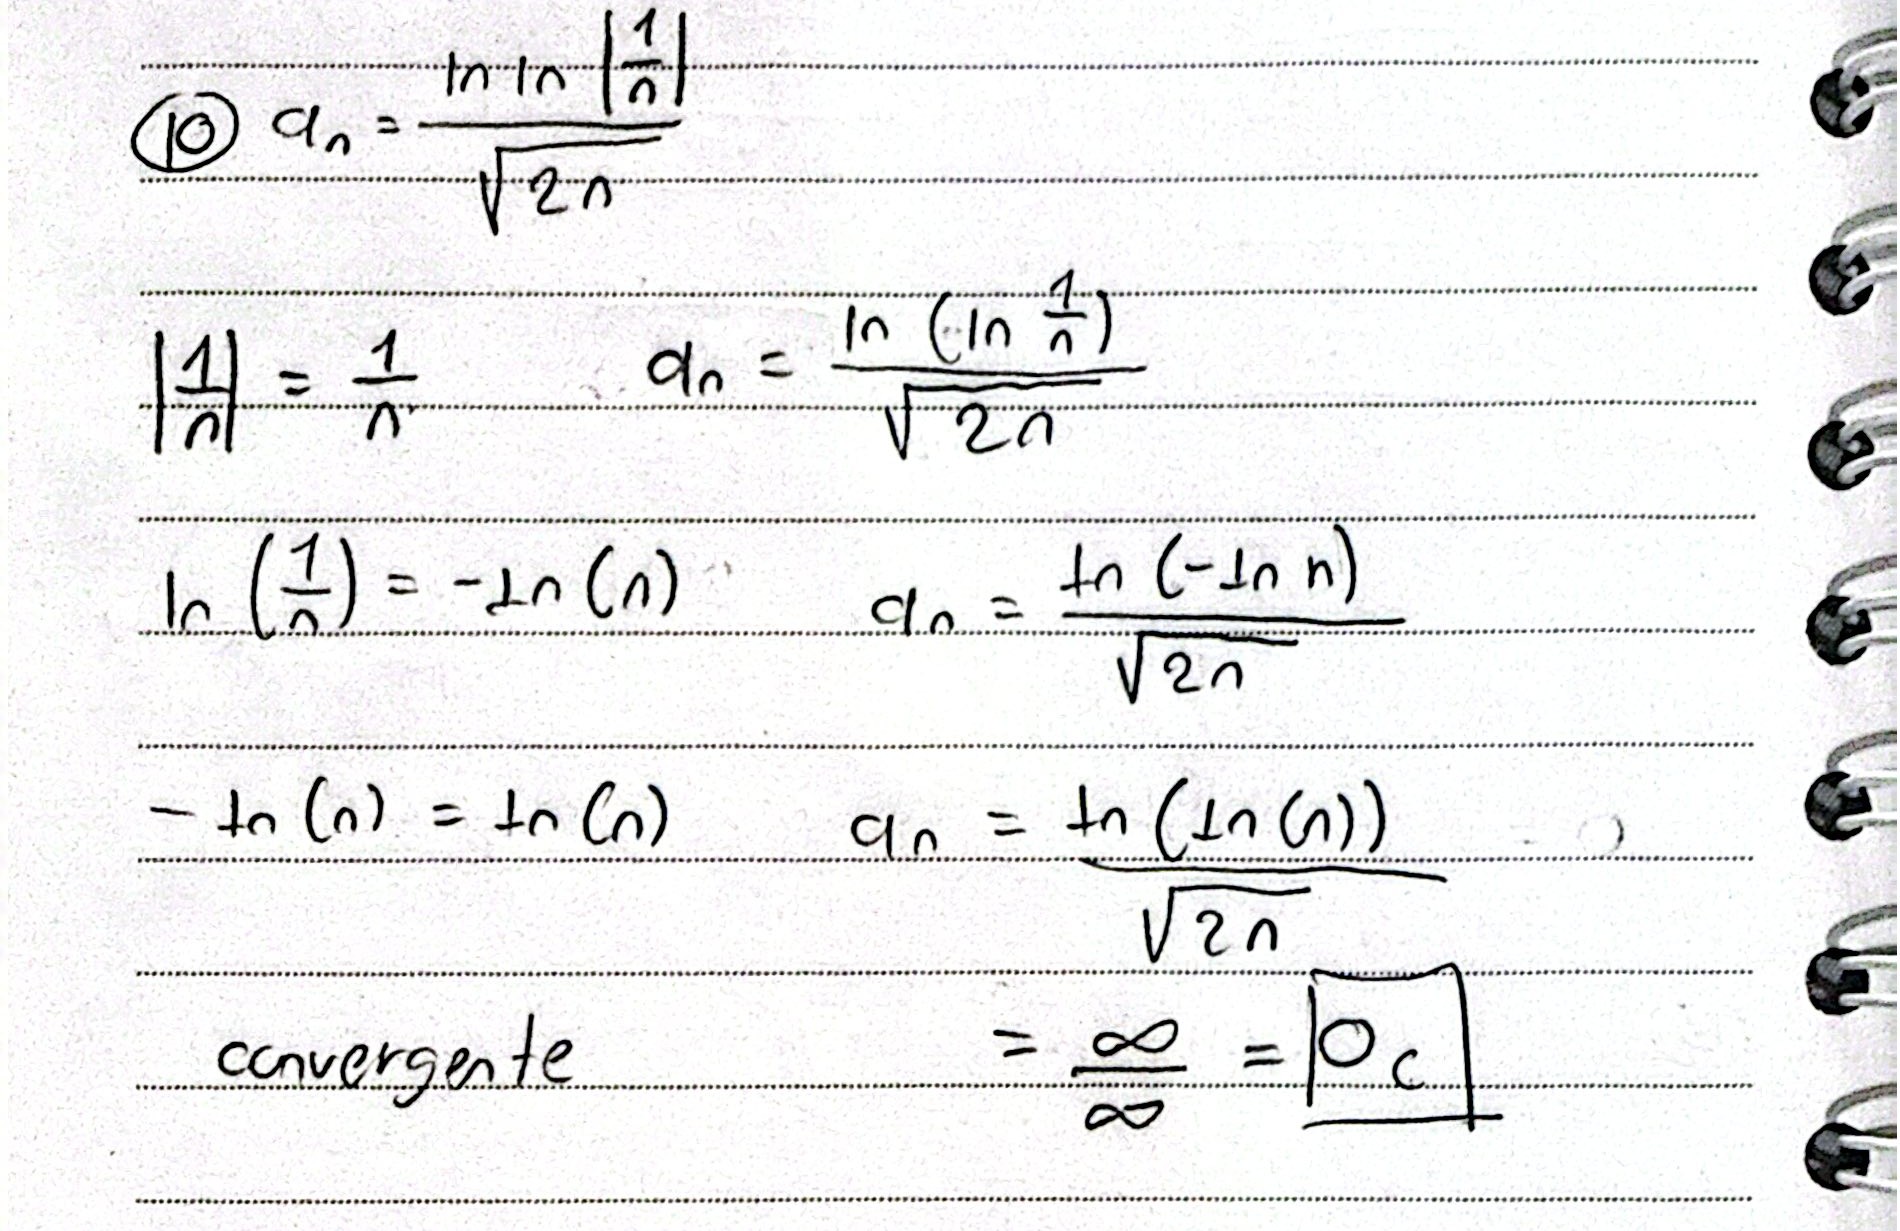 ⑩ aₙ = ln ln |1/n| / √2n
|1/n| = 1/n    aₙ = ln (ln 1/n) / √2n
ln (1/n) = -ln (n)    aₙ = ln (-ln n) / √2n
- ln (n) = ln (n)    aₙ = ln (ln (n)) / √2n
convergente    = ∞/∞ = 0 c